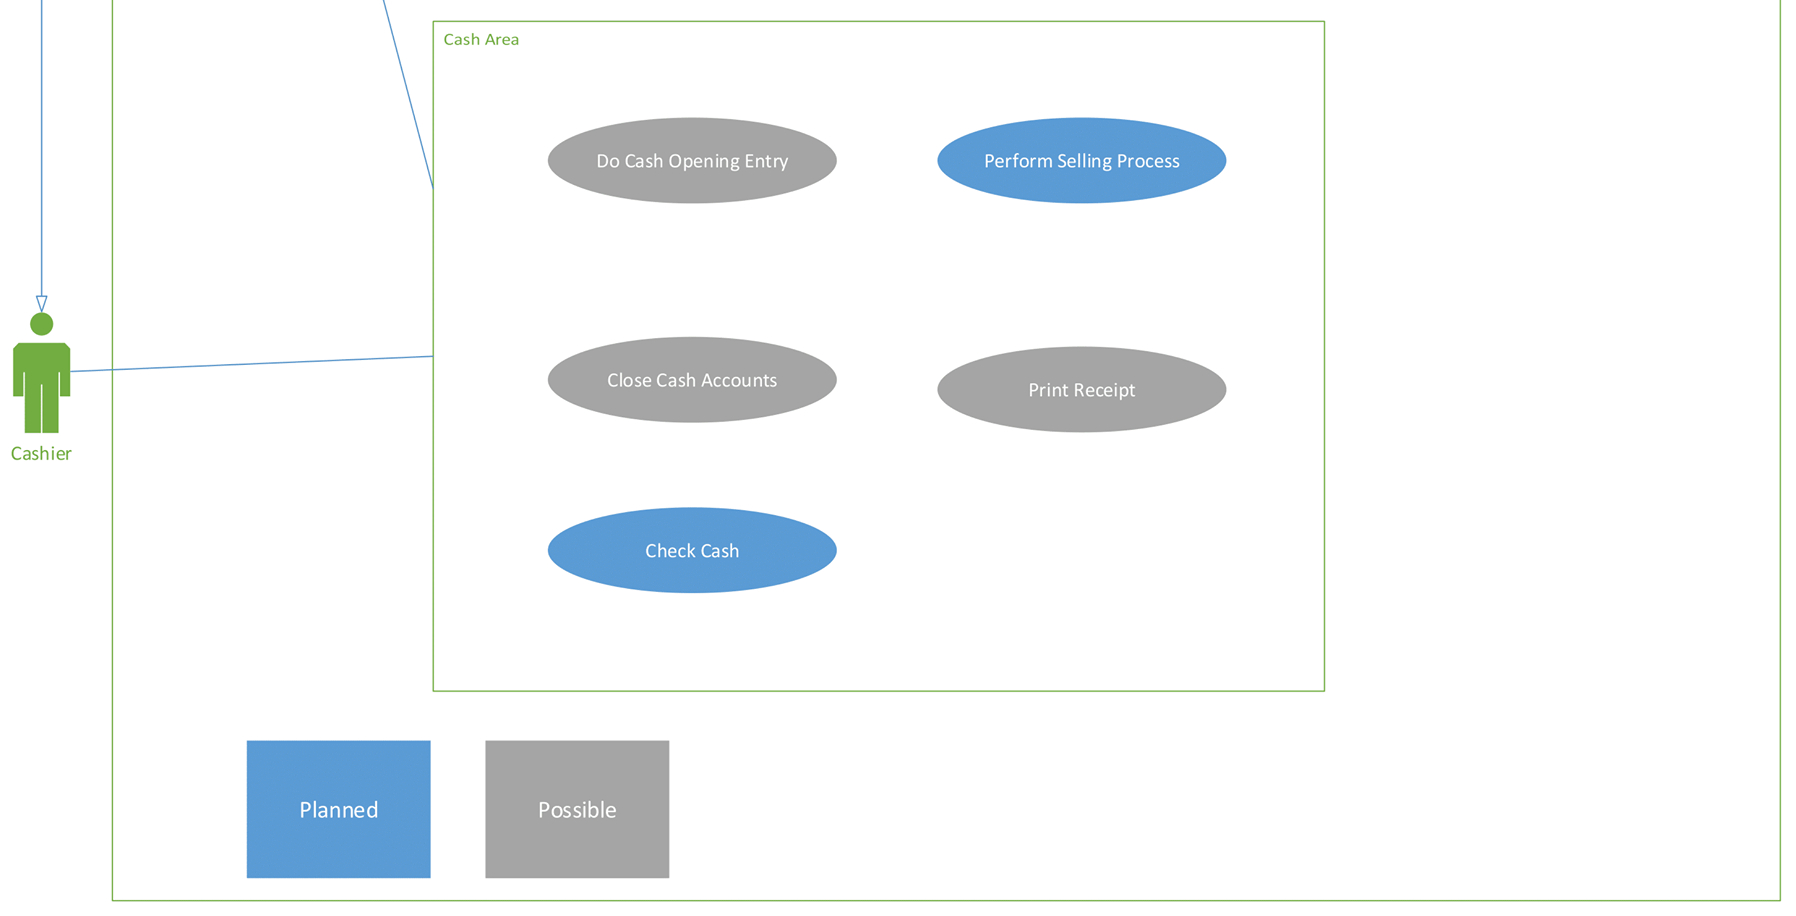 Cash Area
Do Cash Opening Entry
Perform Selling Process
Close Cash Accounts
Print Receipt
Cashier
Check Cash
Planned
Possible